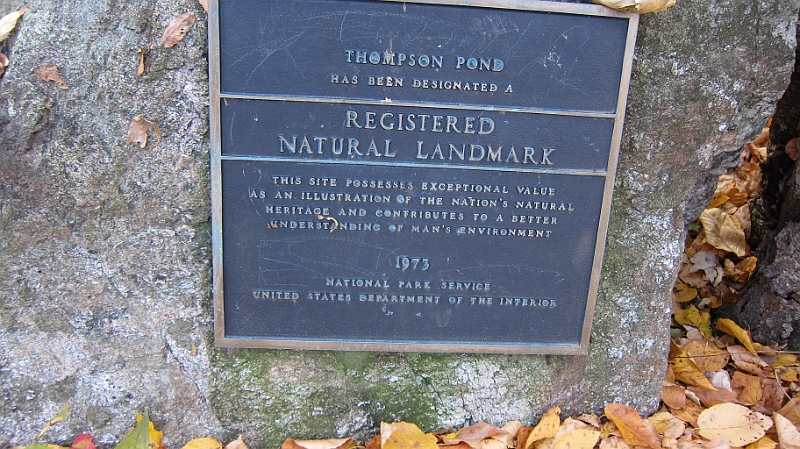 THOMPSON POND
HAS BEEN DESIGNATED A
REGISTERED
NATURAL LANDMARK
THIS SITE POSSESSES EXCEPTIONAL VALUE
AS AN ILLUSTRATION OF THE NATION'S NATURAL
HERITAGE AND CONTRIBUTES TO A BETTER
UNDERSTANDING OF MAN'S ENVIRONMENT
1973
NATIONAL PARK SERVICE
UNITED STATES DEPARTMENT OF THE INTERIOR